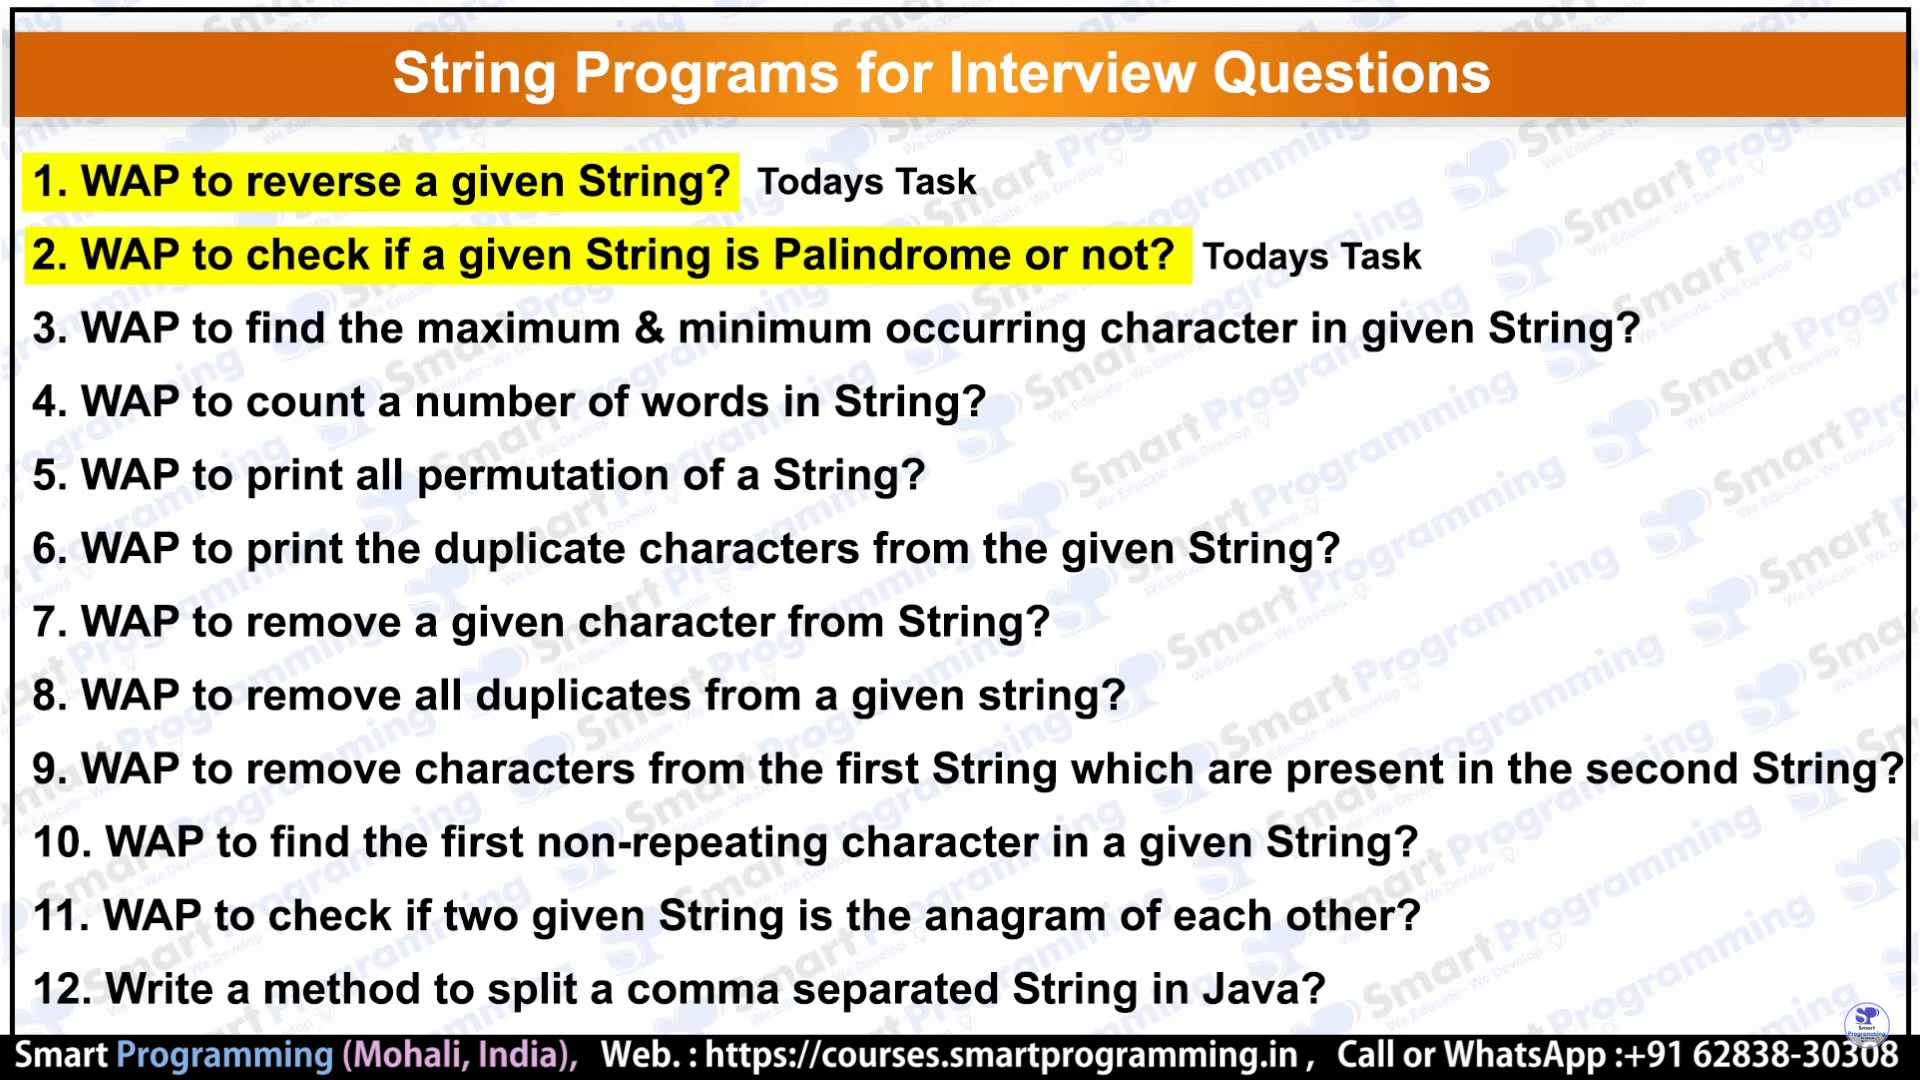 String Programs for Interview Questions
1. WAP to reverse a given String? Todays Task
2. WAP to check if a given String is Palindrome or not? Todays Task
3. WAP to find the maximum & minimum occurring character in given String?
4. WAP to count a number of words in String?
5. WAP to print all permutation of a String?
6. WAP to print the duplicate characters from the given String?
7. WAP to remove a given character from String?
8. WAP to remove all duplicates from a given string?
9. WAP to remove characters from the first String which are present in the second String?
10. WAP to find the first non-repeating character in a given String?
11. WAP to check if two given String is the anagram of each other?
12. Write a method to split a comma separated String in Java?
Smart Programming (Mohali, India), Web. : https://courses.smartprogramming.in , Call or WhatsApp :+91 62838-30308